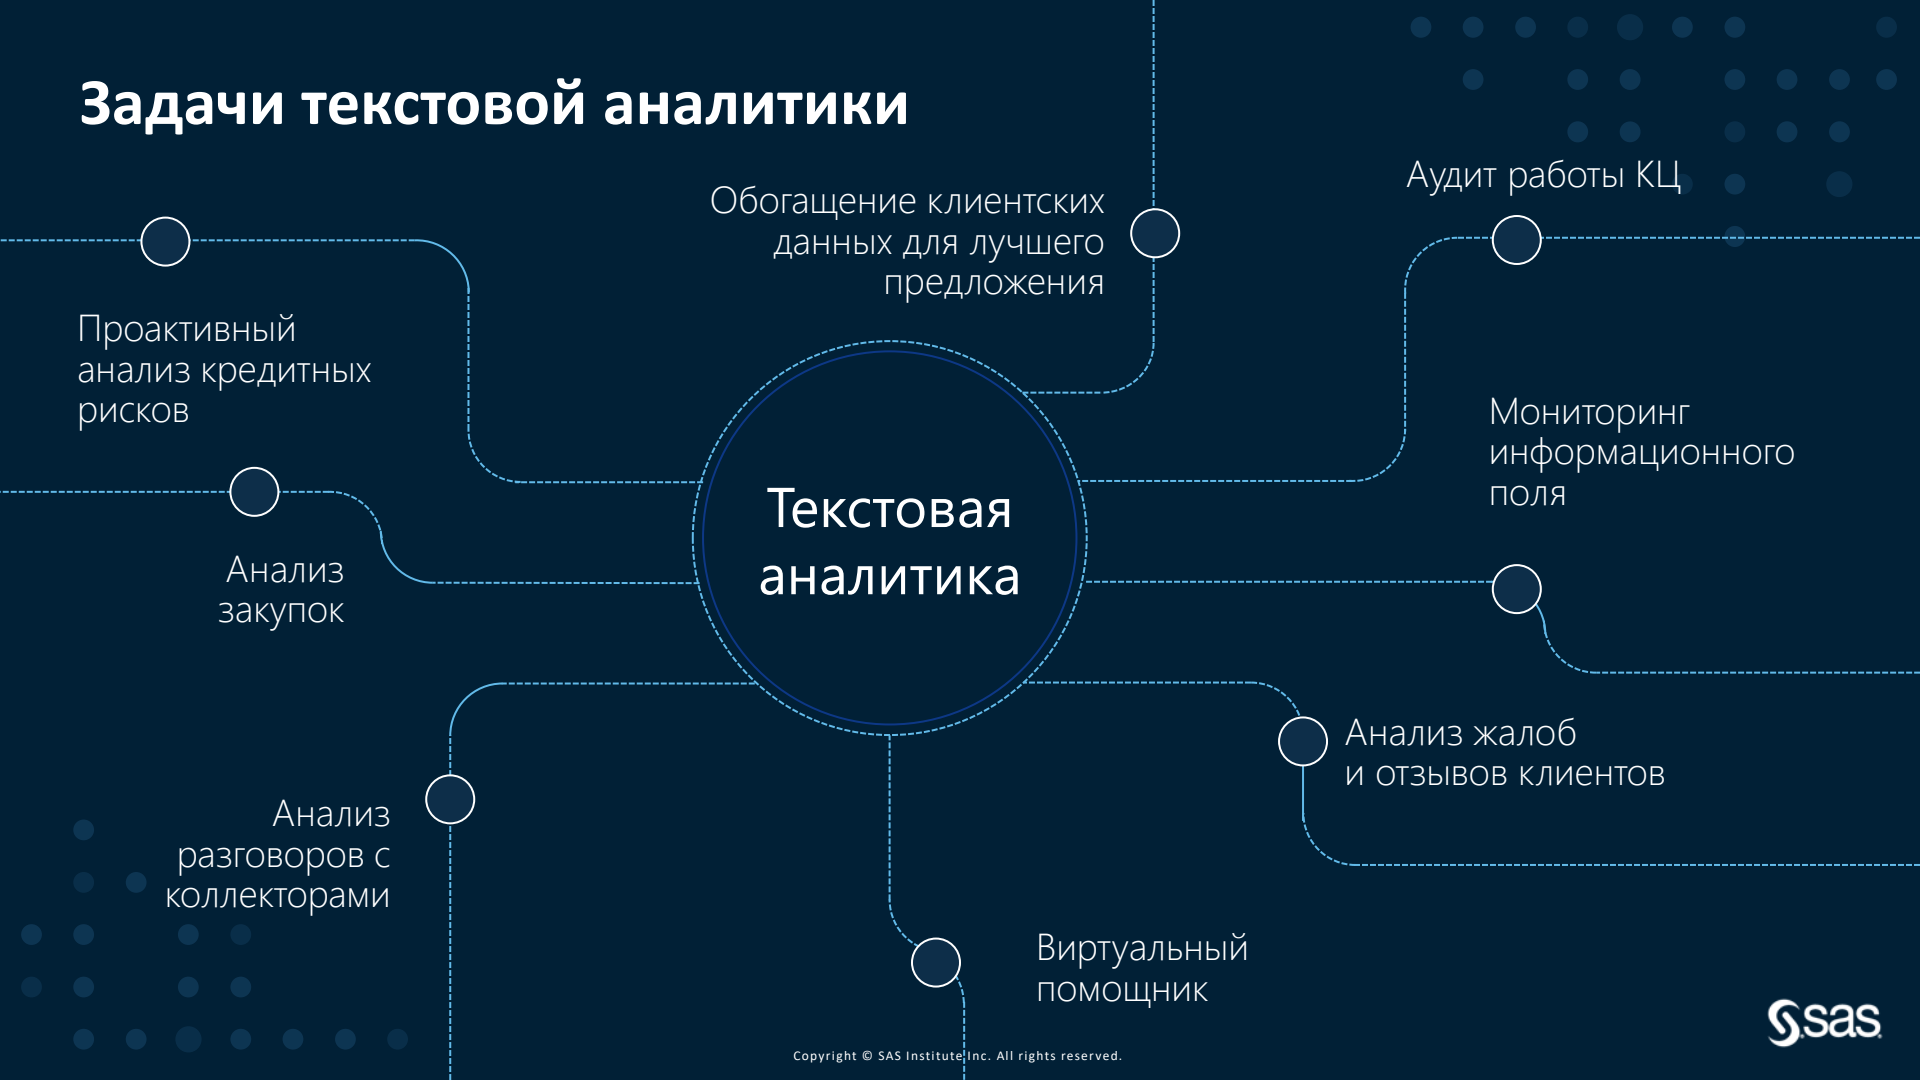 Задачи текстовой аналитики
Обогащение клиентских
данных для лучшего
предложения
Аудит работы КЦ
Проактивный
анализ кредитных
рисков
Мониторинг
информационного
поля
Текстовая
аналитика
Анализ
закупок
Анализ жалоб
и отзывов клиентов
Анализ
разговоров с
коллекторами
Виртуальный
помощник
sas
Copyright © SAS Institute Inc. All rights reserved.